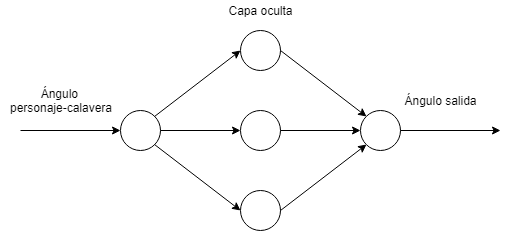 Capa oculta
Ángulo
personaje-calavera
Ángulo salida